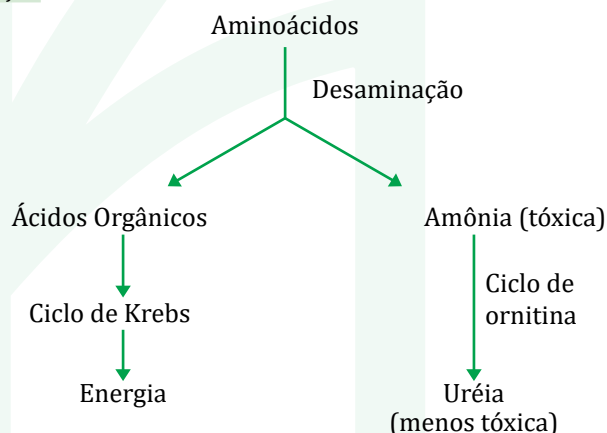 Aminoácidos
Desaminação
Ácidos Orgânicos
Amônia (tóxica)
Ciclo de Krebs
Ciclo de
ornitina
Energia
Uréia
(menos tóxica)